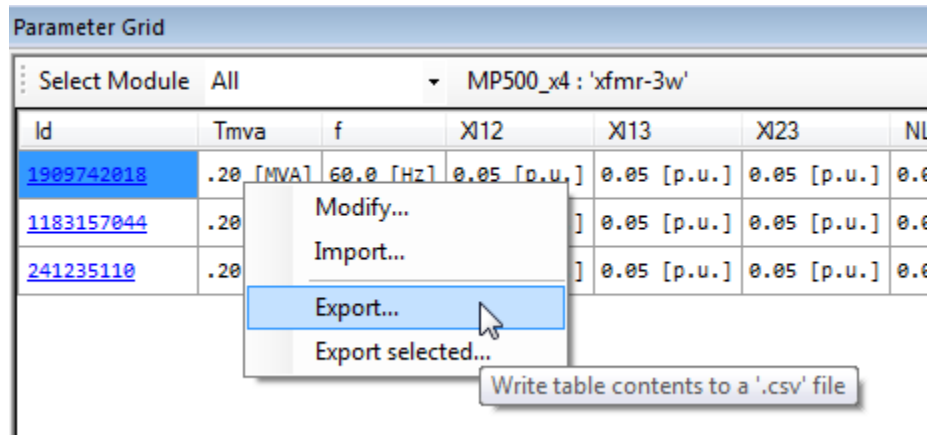 Parameter Grid
Select Module All MP500_x4 : 'xfmr-3w'
Id Tmva f Xl12 Xl13 Xl23
1909742018 .20 [MVA] 60.0 [Hz] 0.05 [p.u.] 0.05 [p.u.] 0.05 [p.u.]
Modify...
1183157044 .20 ] 0.05 [p.u.] 0.05 [p.u.]
Import...
241235110 .20 ] 0.05 [p.u.] 0.05 [p.u.]
Export...
Export selected...
Write table contents to a '.csv' file